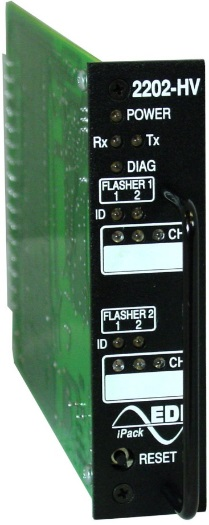 2202-HV
POWER
Rx Tx
DIAG
FLASHER 1
1 2
ID
CH
FLASHER 2
1 2
ID
CH
EDI
iPack
RESET